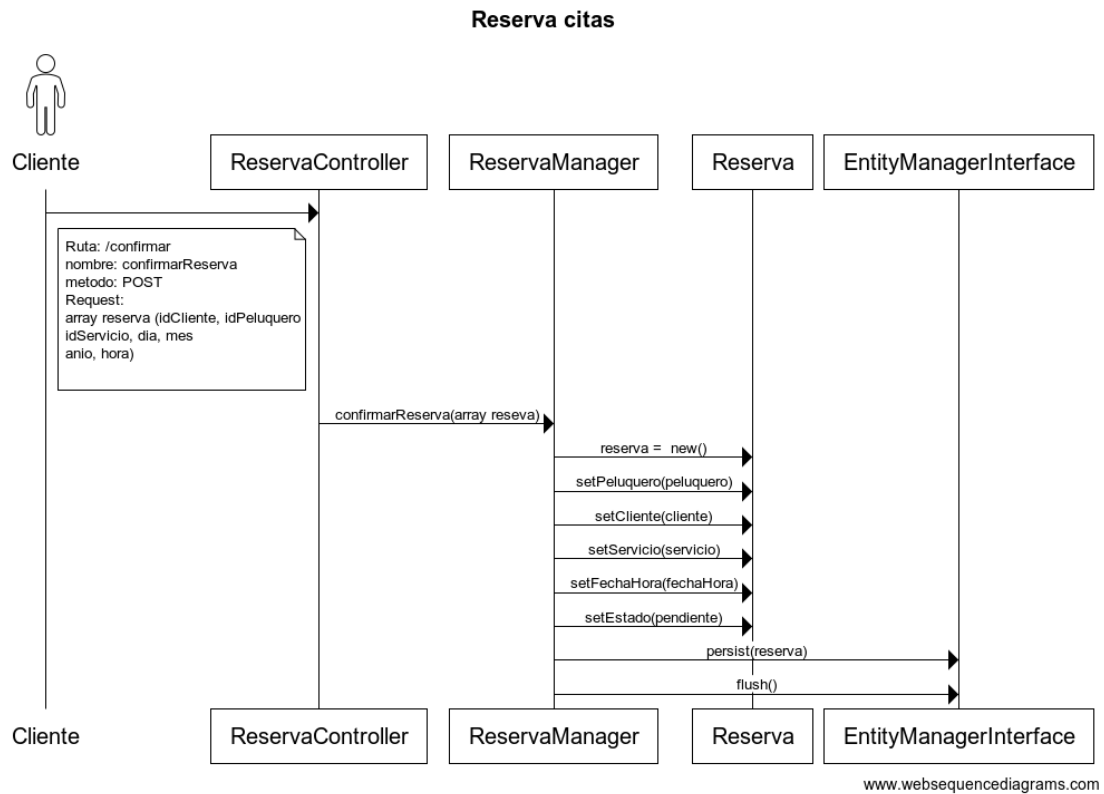 Reserva citas
Cliente
ReservaController
ReservaManager
Reserva
EntityManagerInterface
Ruta: /confirmar
nombre: confirmarReserva
metodo: POST
Request:
array reserva (idCliente, idPeluquero
idServicio, dia, mes
anio, hora)
confirmarReserva(array reseva)
reserva = new()
setPeluquero(peluquero)
setCliente(cliente)
setServicio(servicio)
setFechaHora(fechaHora)
setEstado(pendiente)
persist(reserva)
flush()
Cliente
ReservaController
ReservaManager
Reserva
EntityManagerInterface
www.websequencediagrams.com